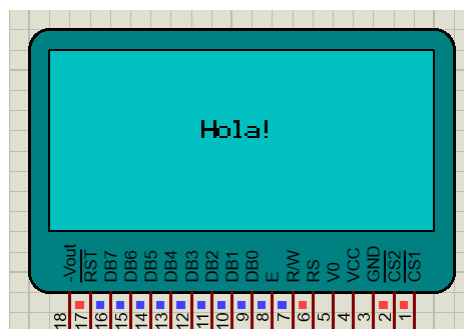 Hola!
-Vout RST DB7 DB6 DB5 DB4 DB3 DB2 DB1 DB0 E R/W RS V0 VCC GND CS2 CS1
18 17 16 15 14 13 12 11 10 9 8 7 6 5 4 3 2 1